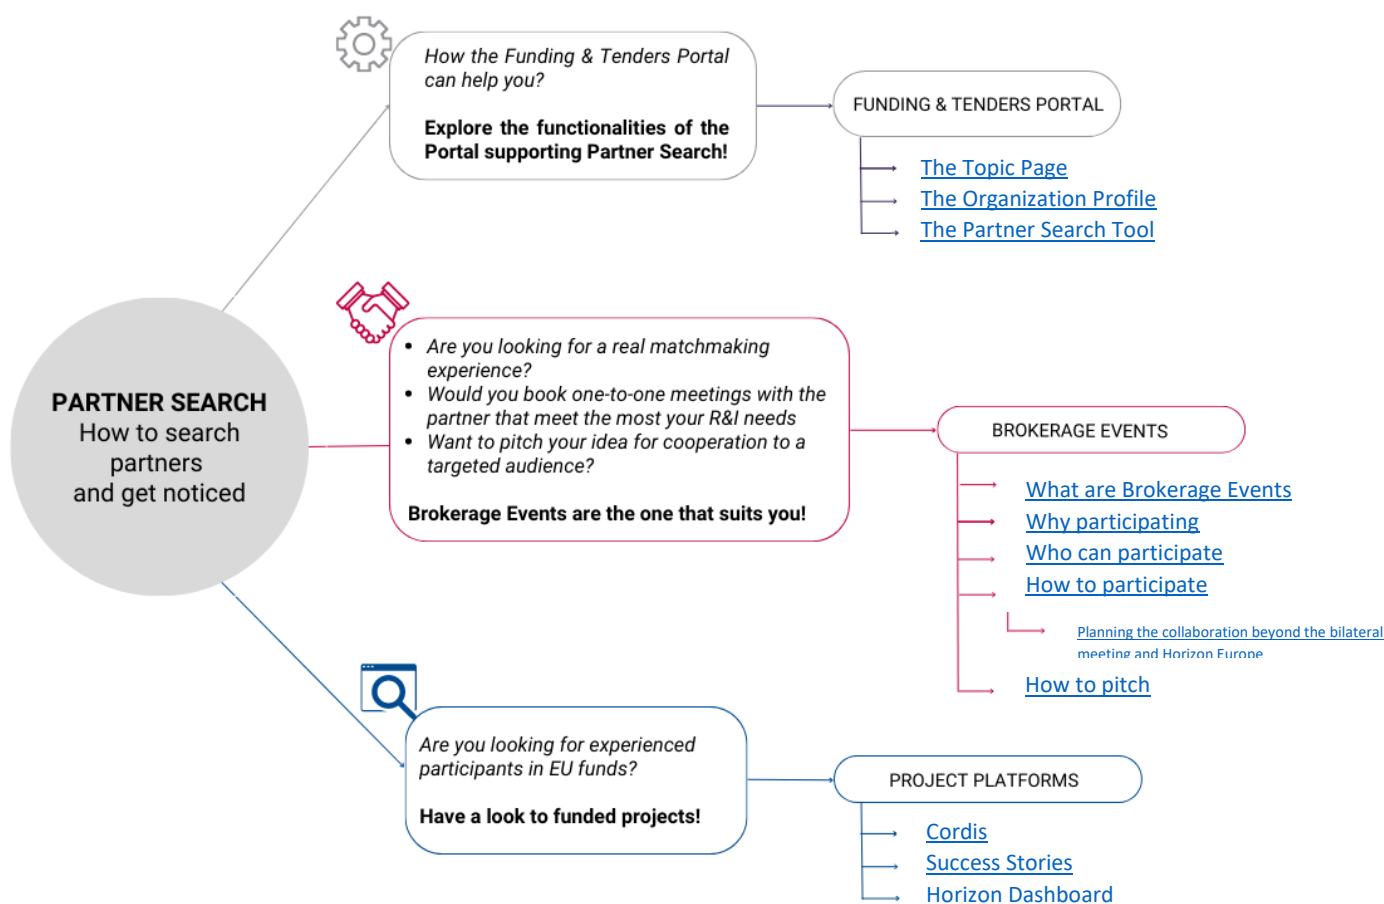 How the Funding & Tenders Portal
can help you?
Explore the functionalities of the
Portal supporting Partner Search!
FUNDING & TENDERS PORTAL
The Topic Page
The Organization Profile
The Partner Search Tool
PARTNER SEARCH
How to search
partners
and get noticed
• Are you looking for a real matchmaking
experience?
• Would you book one-to-one meetings with the
partner that meet the most your R&I needs
• Want to pitch your idea for cooperation to a
targeted audience?
Brokerage Events are the one that suits you!
BROKERAGE EVENTS
What are Brokerage Events
Why participating
Who can participate
How to participate
Planning the collaboration beyond the bilateral
meeting and Horizon Europe
How to pitch
Are you looking for experienced
participants in EU funds?
Have a look to funded projects!
PROJECT PLATFORMS
Cordis
Success Stories
Horizon Dashboard